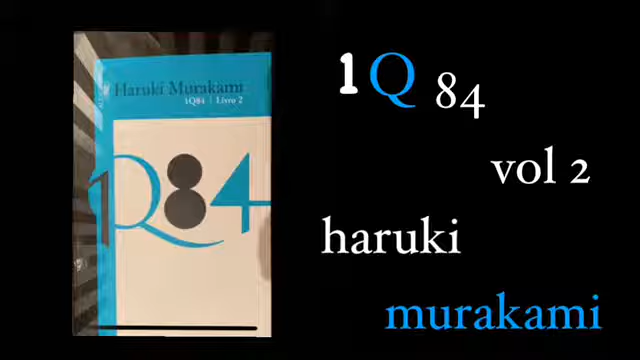 Haruki Murakami
1Q84 | Livro 2
1Q84
1Q 84
vol 2
haruki
murakami